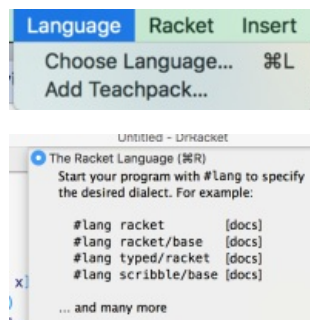 Language Racket Insert
Choose Language... ⌘L
Add Teachpack...
Untitled - DrRacket
The Racket Language (⌘R)
Start your program with #lang to specify
the desired dialect. For example:
#lang racket [docs]
#lang racket/base [docs]
#lang typed/racket [docs]
#lang scribble/base [docs]
x]
... and many more